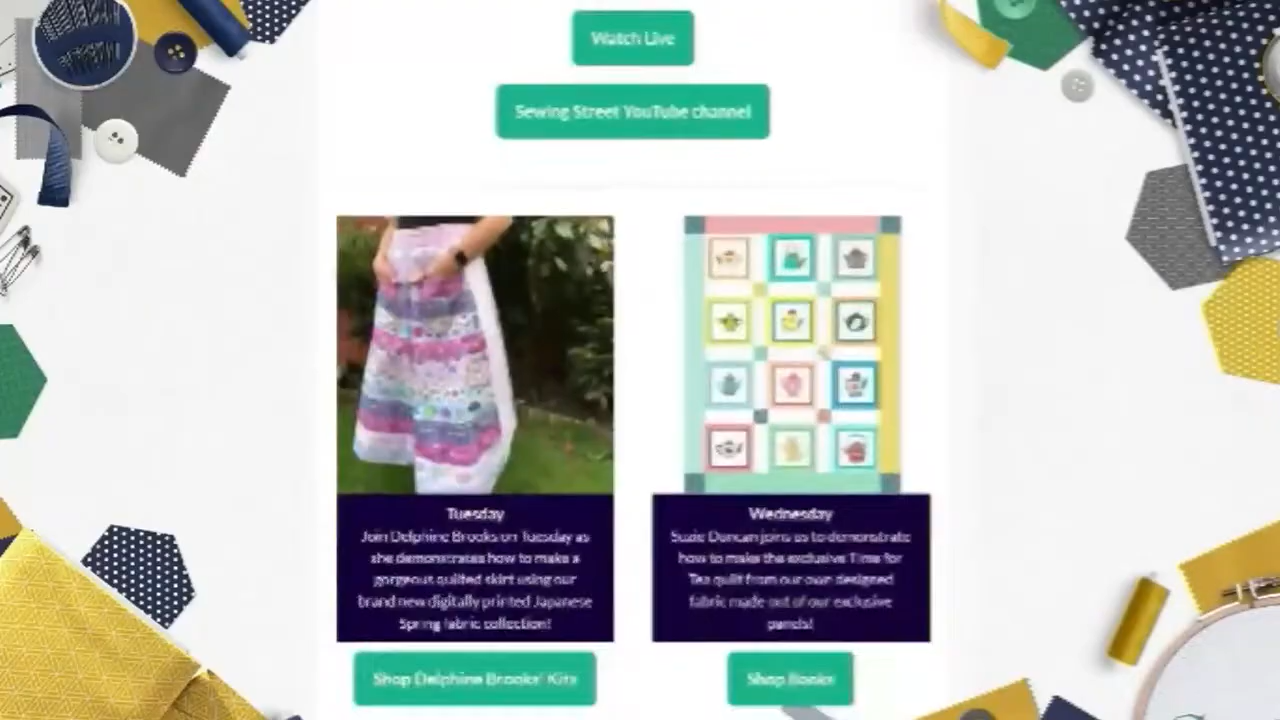 Watch Live
Sewing Street YouTube channel
Tuesday
Join Delphine Brooks on Tuesday as
she demonstrates how to make a
gorgeous quilted skirt using our
brand new digitally printed Japanese
Spring fabric collection!
Shop Delphine Brooks' Kits
Wednesday
Suzie Duncan joins us to demonstrate
how to make the exclusive Time for
Tea quilt from our own designed
fabric made out of our exclusive
panels!
Shop Books